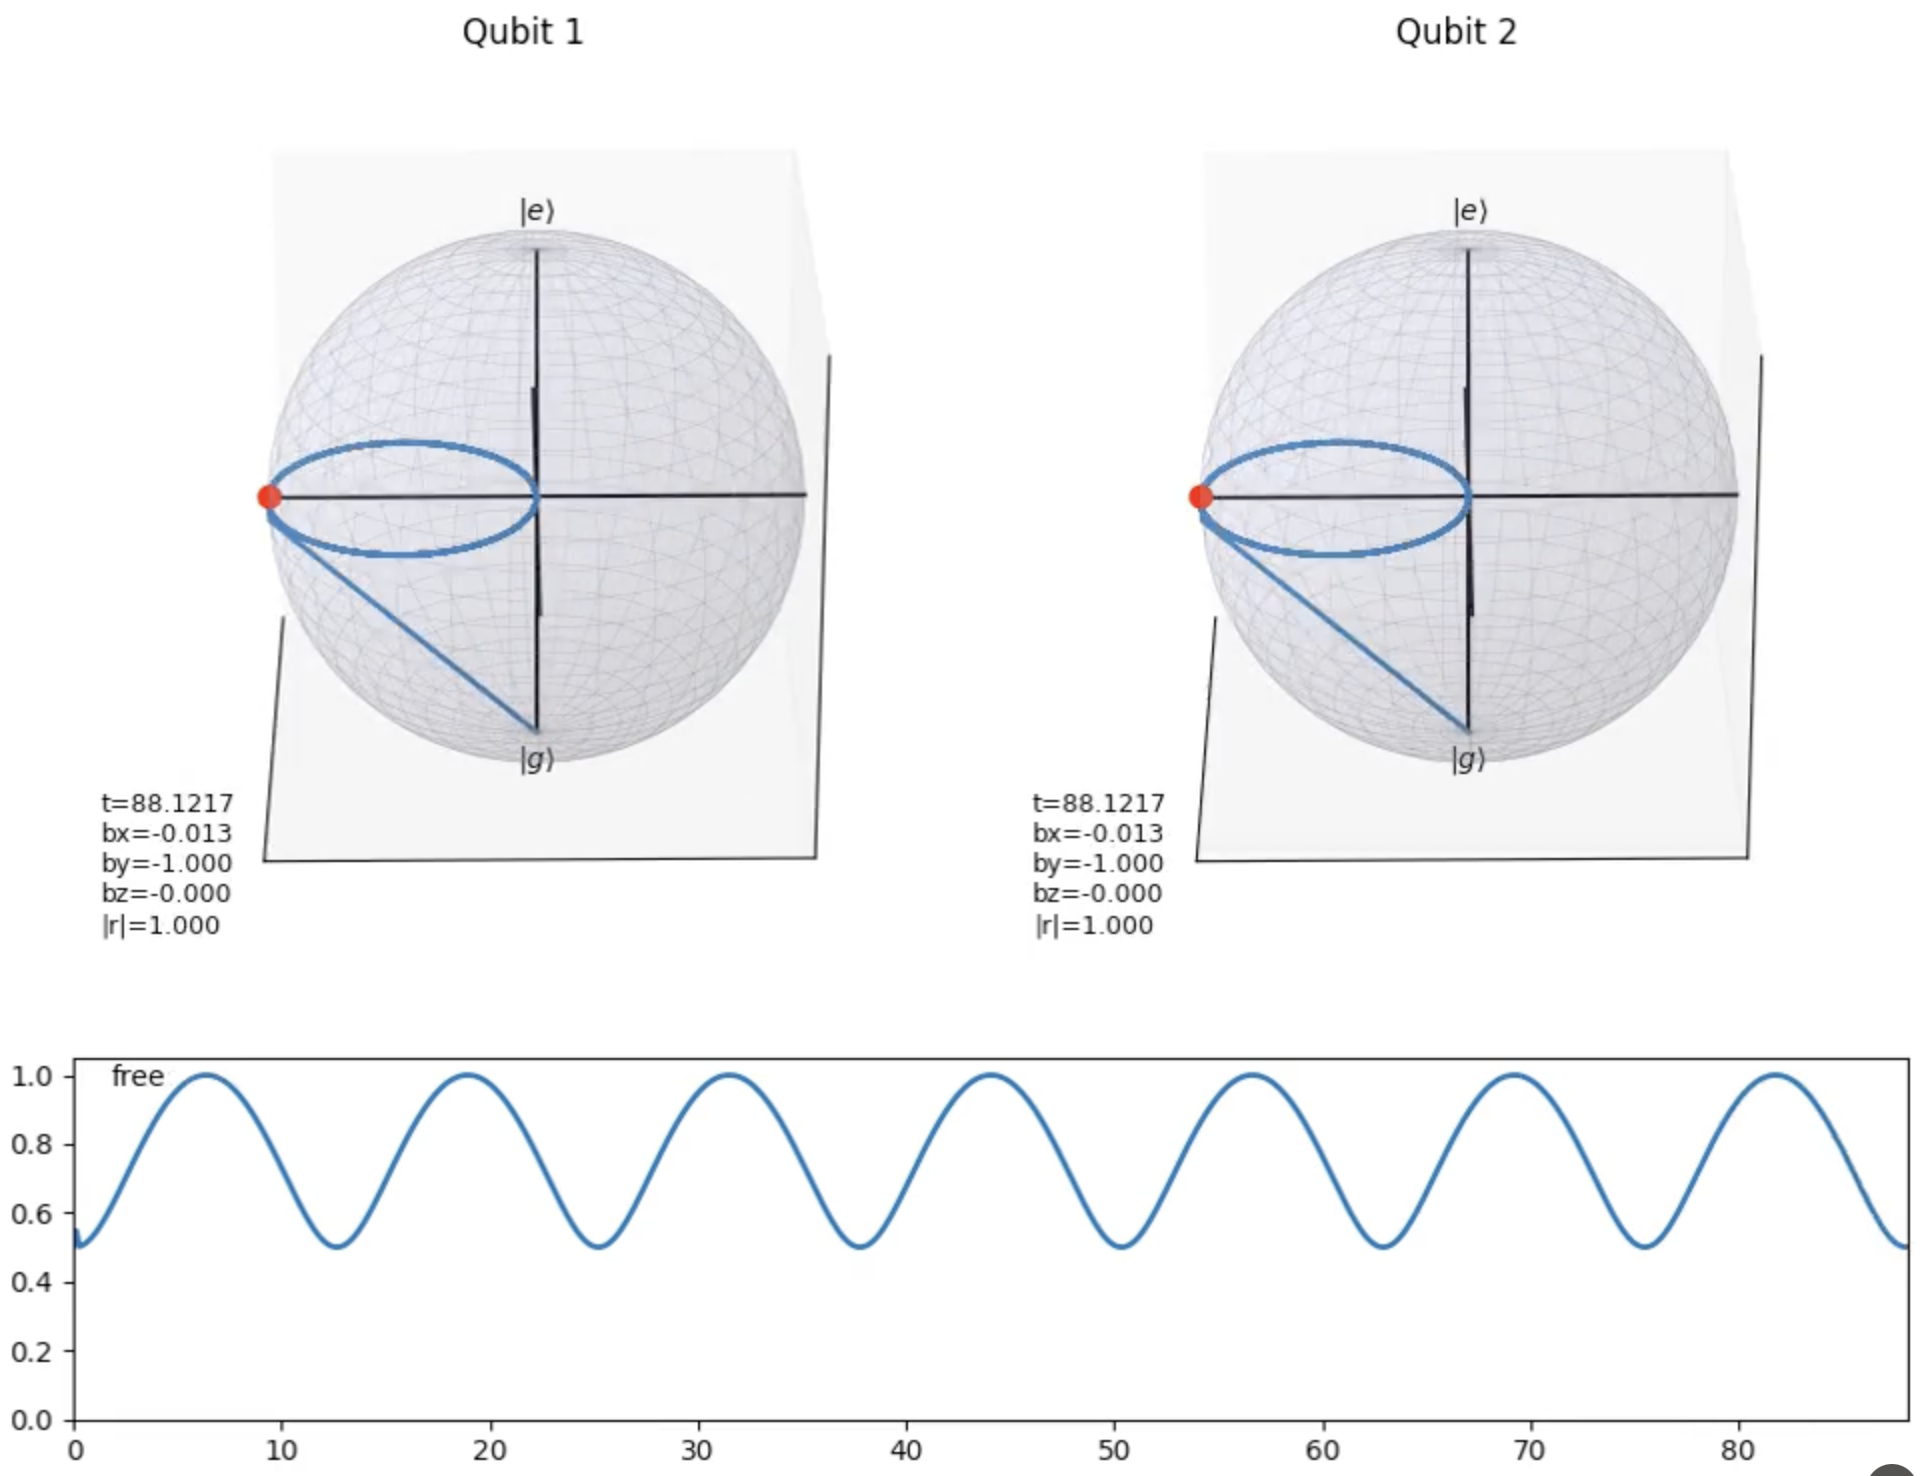 Qubit 1
Qubit 2
|e⟩
|e⟩
|g⟩
|g⟩
t=88.1217
bx=-0.013
by=-1.000
bz=-0.000
|r|=1.000
t=88.1217
bx=-0.013
by=-1.000
bz=-0.000
|r|=1.000
free
1.0
0.8
0.6
0.4
0.2
0.0
0 10 20 30 40 50 60 70 80